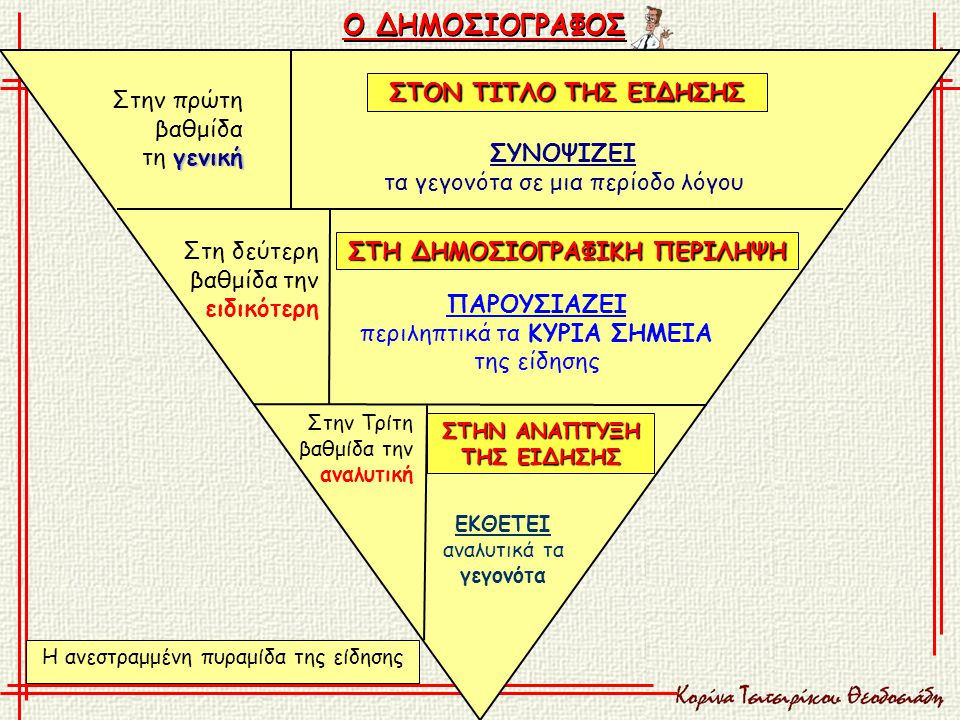 Ο ΔΗΜΟΣΙΟΓΡΑΦΟΣ
Στην πρώτη
βαθμίδα
τη γενική
ΣΤΟΝ ΤΙΤΛΟ ΤΗΣ ΕΙΔΗΣΗΣ
ΣΥΝΟΨΙΖΕΙ
τα γεγονότα σε μια περίοδο λόγου
Στη δεύτερη
βαθμίδα την
ειδικότερη
ΣΤΗ ΔΗΜΟΣΙΟΓΡΑΦΙΚΗ ΠΕΡΙΛΗΨΗ
ΠΑΡΟΥΣΙΑΖΕΙ
περιληπτικά τα ΚΥΡΙΑ ΣΗΜΕΙΑ
της είδησης
Στην Τρίτη
βαθμίδα την
αναλυτική
ΣΤΗΝ ΑΝΑΠΤΥΞΗ
ΤΗΣ ΕΙΔΗΣΗΣ
ΕΚΘΕΤΕΙ
αναλυτικά τα
γεγονότα
Η ανεστραμμένη πυραμίδα της είδησης
Κορίνα Τσιτσιρίκου Θεοδοσιάδη